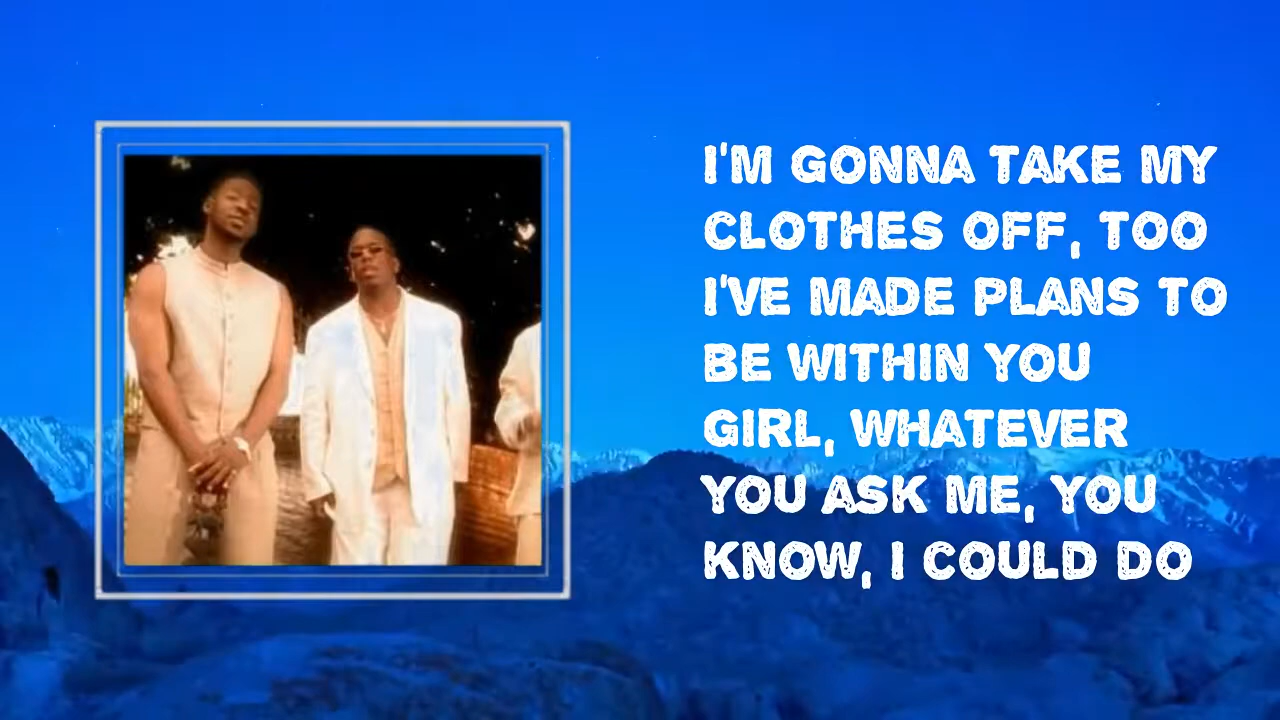 I'M GONNA TAKE MY
CLOTHES OFF, TOO
I'VE MADE PLANS TO
BE WITHIN YOU
GIRL, WHATEVER
YOU ASK ME, YOU
KNOW, I COULD DO